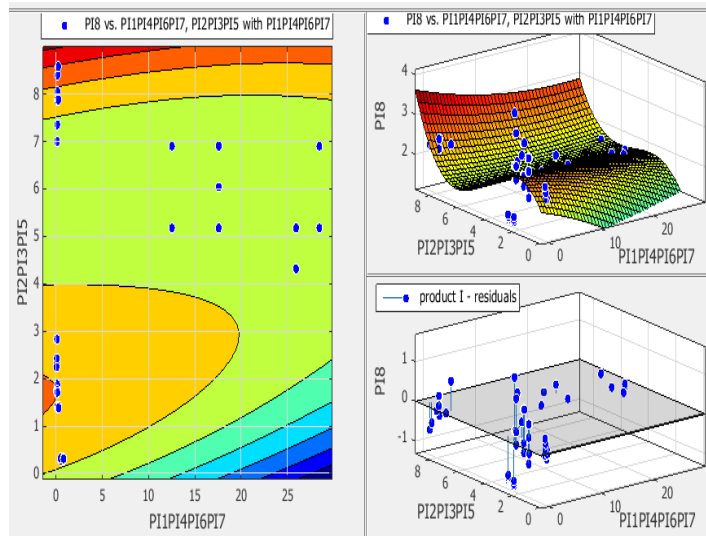 PI8 vs. PI1PI4PI6PI7, PI2PI3PI5 with PI1PI4PI6PI7
8
7
6
5
4
3
2
1
0
PI2PI3PI5
0 5 10 15 20 25
PI1PI4PI6PI7
PI8 vs. PI1PI4PI6PI7, PI2PI3PI5 with PI1PI4PI6PI7
4
3
2
PI8
8 6 4 2 0
PI2PI3PI5
0 10 20
PI1PI4PI6PI7
product I - residuals
1
0
-1
PI8
8 6 4 2 0
PI2PI3PI5
0 10 20
PI1PI4PI6PI7